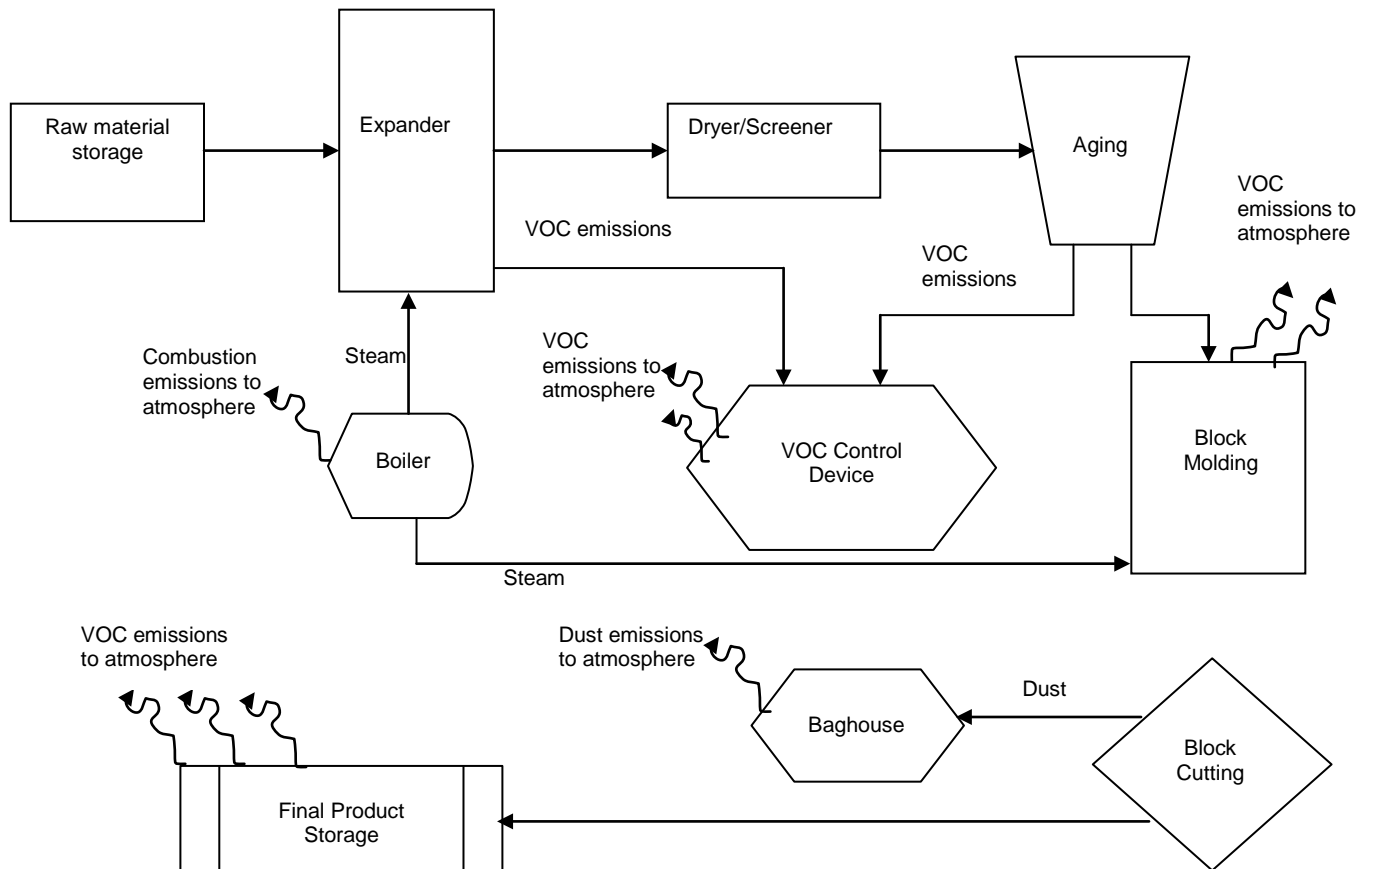 Raw material
storage
Expander
Dryer/Screener
Aging
VOC
emissions to
atmosphere
VOC emissions
VOC
emissions
Combustion
emissions to
atmosphere
Steam
VOC
emissions to
atmosphere
Boiler
VOC Control
Device
Block
Molding
Steam
VOC emissions
to atmosphere
Dust emissions
to atmosphere
Dust
Baghouse
Block
Cutting
Final Product
Storage